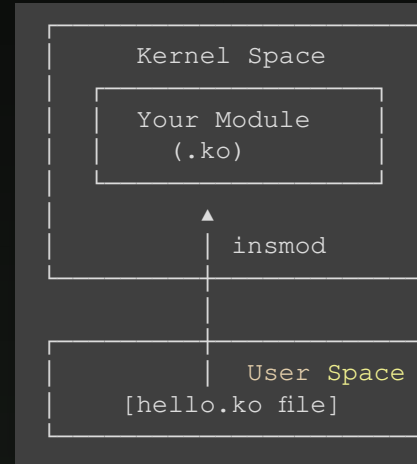 Kernel Space
Your Module
(.ko)
insmod
User Space
[hello.ko file]